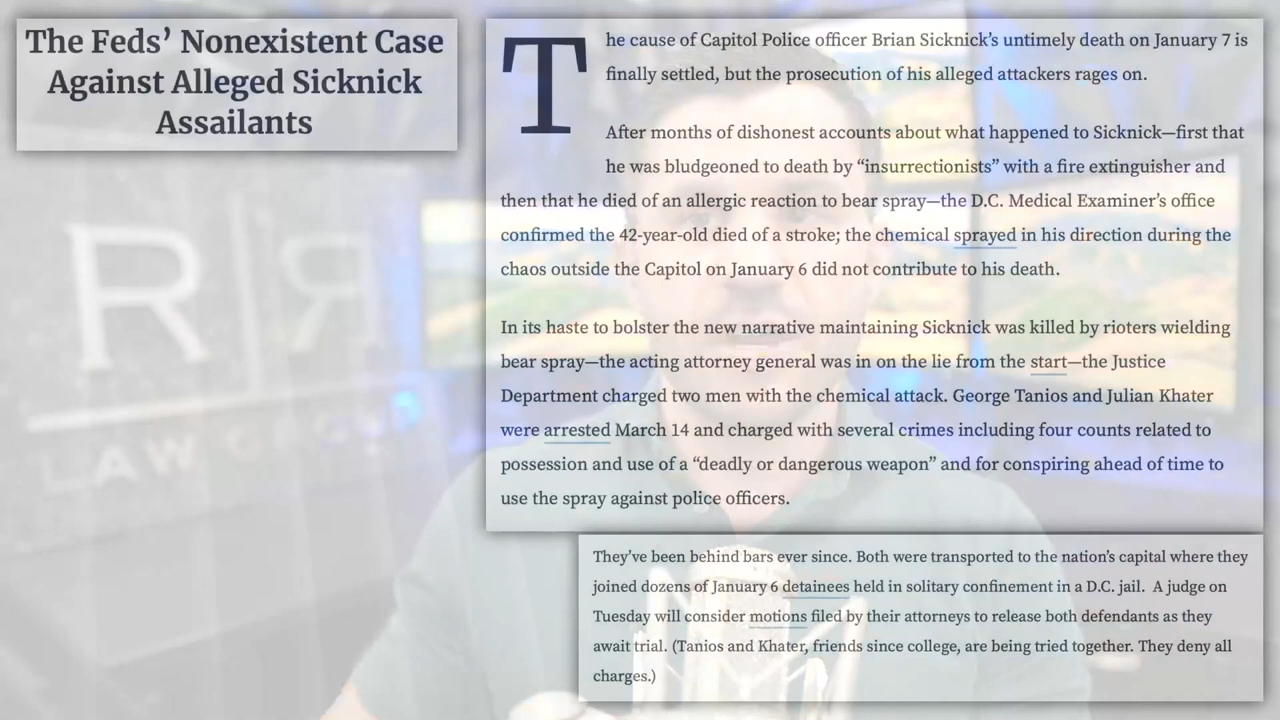 The Feds’ Nonexistent Case
Against Alleged Sicknick
Assailants
The cause of Capitol Police officer Brian Sicknick’s untimely death on January 7 is
finally settled, but the prosecution of his alleged attackers rages on.
After months of dishonest accounts about what happened to Sicknick—first that
he was bludgeoned to death by “insurrectionists” with a fire extinguisher and
then that he died of an allergic reaction to bear spray—the D.C. Medical Examiner’s office
confirmed the 42-year-old died of a stroke; the chemical sprayed in his direction during the
chaos outside the Capitol on January 6 did not contribute to his death.
In its haste to bolster the new narrative maintaining Sicknick was killed by rioters wielding
bear spray—the acting attorney general was in on the lie from the start—the Justice
Department charged two men with the chemical attack. George Tanios and Julian Khater
were arrested March 14 and charged with several crimes including four counts related to
possession and use of a “deadly or dangerous weapon” and for conspiring ahead of time to
use the spray against police officers.
They’ve been behind bars ever since. Both were transported to the nation’s capital where they
joined dozens of January 6 detainees held in solitary confinement in a D.C. jail. A judge on
Tuesday will consider motions filed by their attorneys to release both defendants as they
await trial. (Tanios and Khater, friends since college, are being tried together. They deny all
charges.)
R R
LAW